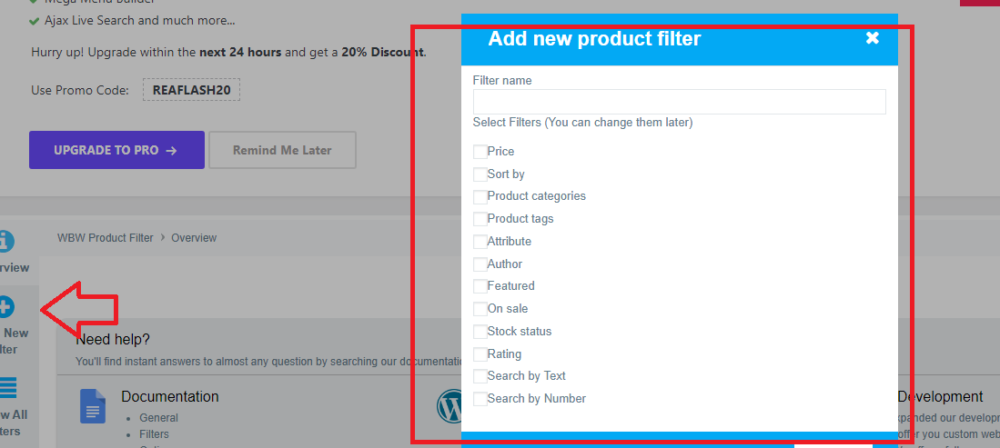 Mega Menu Builder
Ajax Live Search and much more...
Hurry up! Upgrade within the next 24 hours and get a 20% Discount.
Use Promo Code: REAFLASH20
UPGRADE TO PRO →
Remind Me Later
Add new product filter
Filter name
Select Filters (You can change them later)
Price
Sort by
Product categories
Product tags
Attribute
Author
Featured
On sale
Stock status
Rating
Search by Text
Search by Number
WBW Product Filter > Overview
rview
New
lter
w All
ters
Need help?
You'll find instant answers to almost any question by searching our documentatio
Documentation
General
Filters
Development
xpanded our developm
offer you custom web